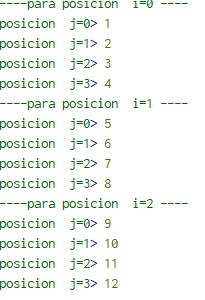 ----para posicion i=0 ----
posicion j=0> 1
posicion j=1> 2
posicion j=2> 3
posicion j=3> 4
----para posicion i=1 ----
posicion j=0> 5
posicion j=1> 6
posicion j=2> 7
posicion j=3> 8
----para posicion i=2 ----
posicion j=0> 9
posicion j=1> 10
posicion j=2> 11
posicion j=3> 12